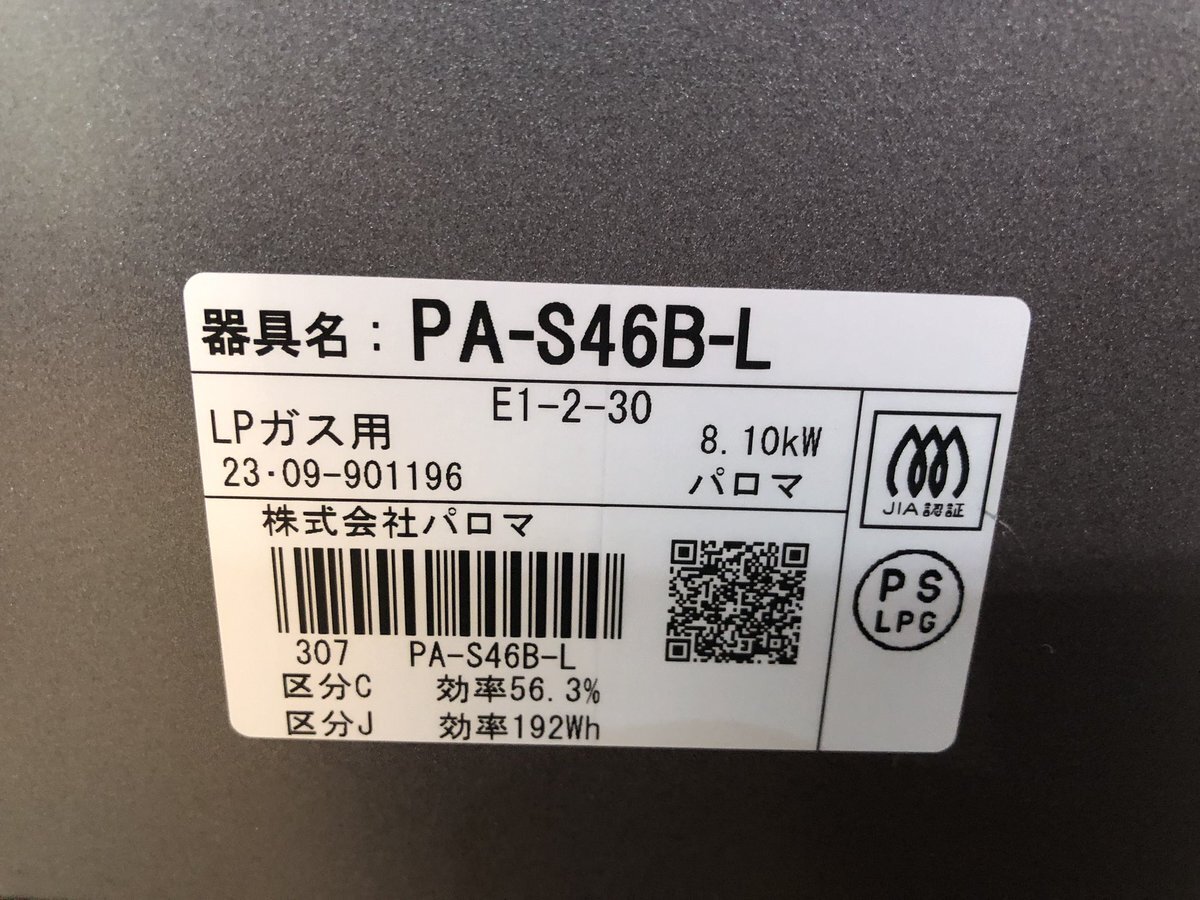 器具名：PA-S46B-L
E1-2-30
LPガス用
8.10kW
23・09-901196
パロマ
JIA認証
株式会社パロマ
PS
LPG
307 PA-S46B-L
区分C 効率56.3%
区分J 効率192Wh